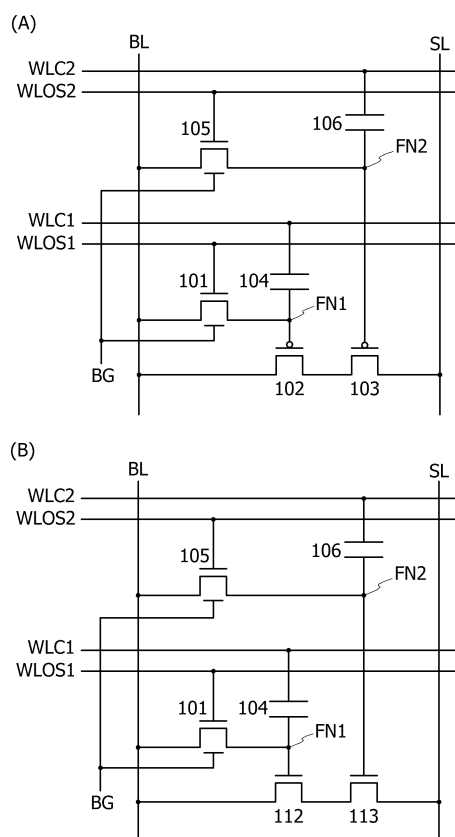 (A)
BL
SL
WLC2
WLOS2
105
106
FN2
WLC1
WLOS1
101
104
FN1
BG
102
103
(B)
BL
SL
WLC2
WLOS2
105
106
FN2
WLC1
WLOS1
101
104
FN1
BG
112
113